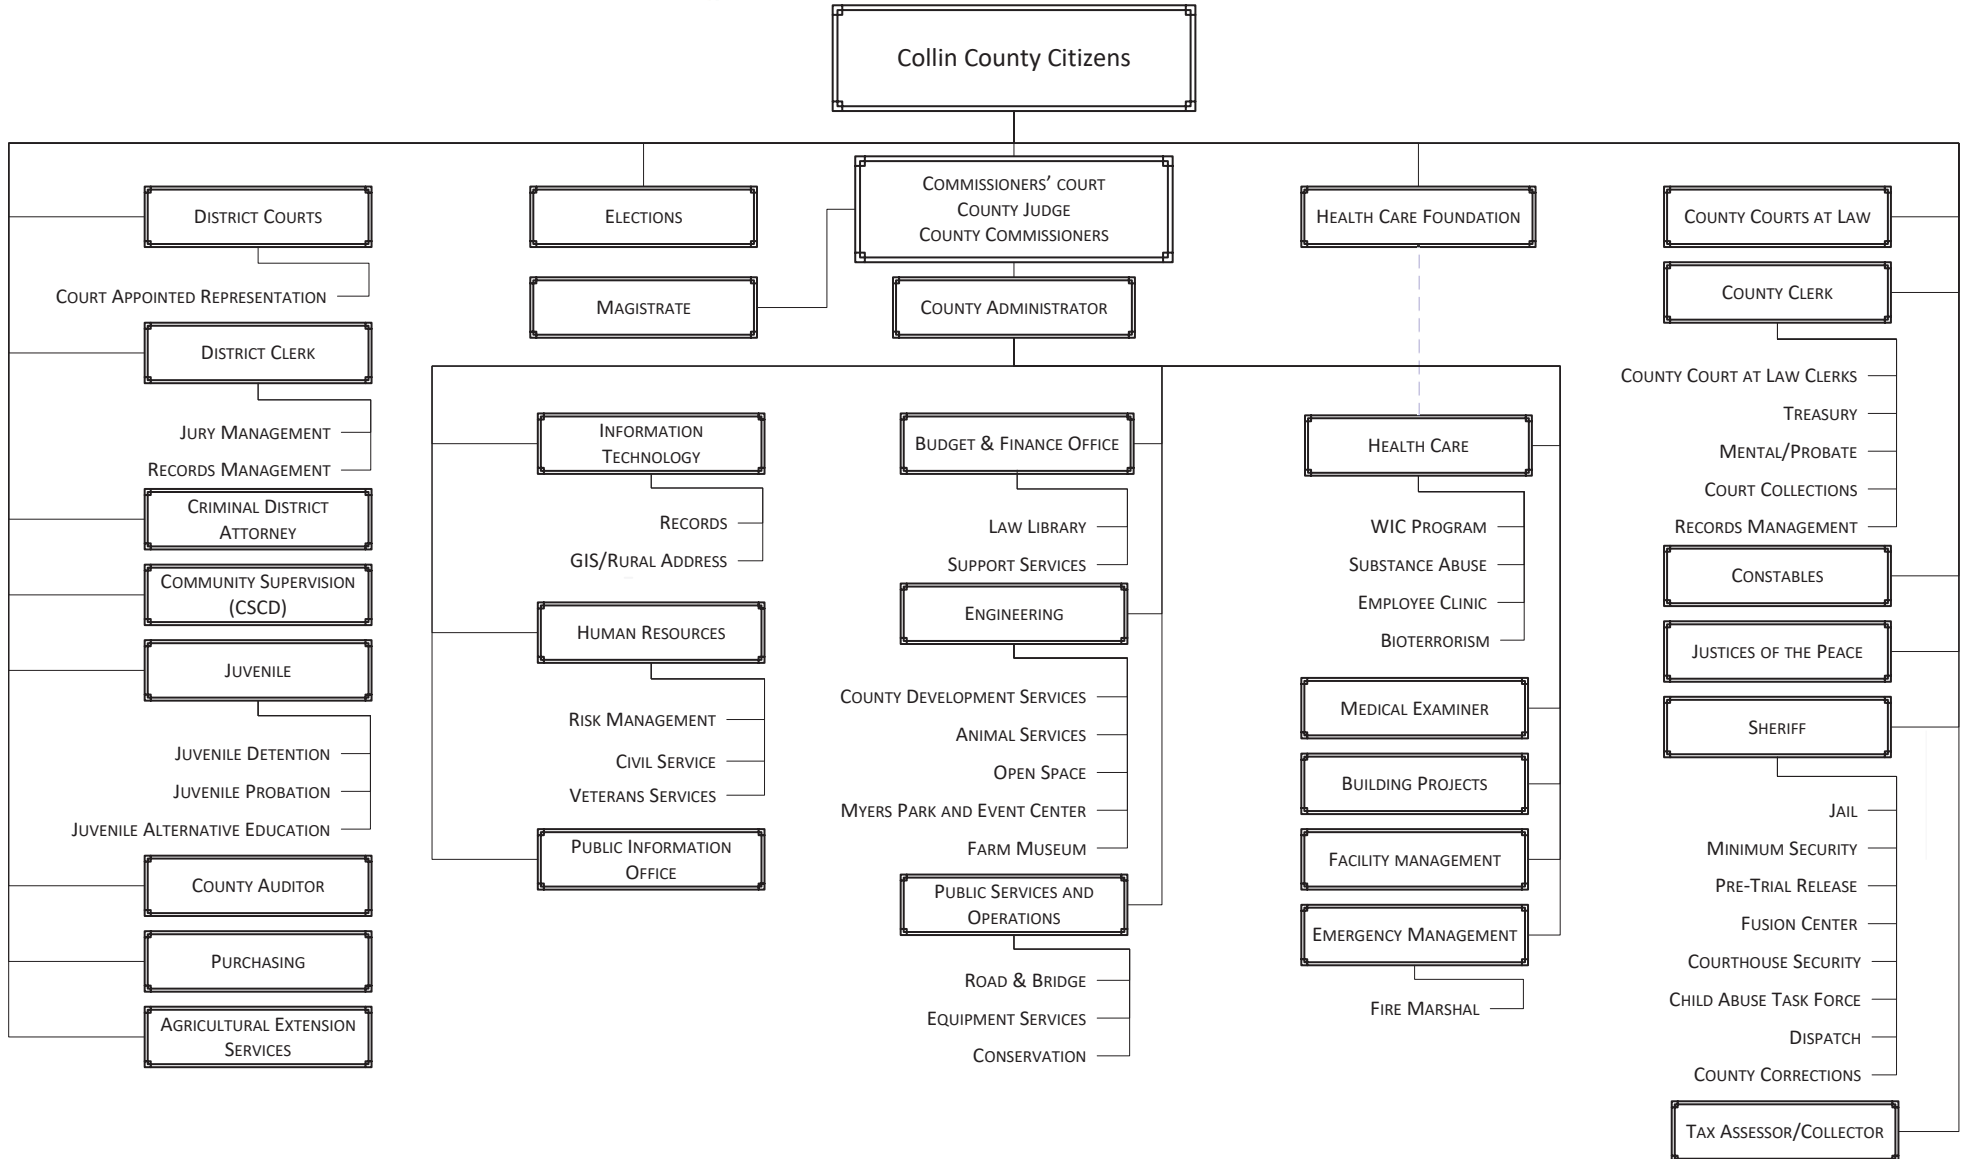 Collin County Citizens
Commissioners' court
County Judge
County Commissioners
District Courts
Elections
Health Care Foundation
County Courts at Law
Court Appointed Representation
Magistrate
County Administrator
County Clerk
District Clerk
Jury Management
Records Management
Criminal District
Attorney
Community Supervision
(CSCD)
Juvenile
Juvenile Detention
Juvenile Probation
Juvenile Alternative Education
County Auditor
Purchasing
Agricultural Extension
Services
Information
Technology
Records
GIS/Rural Address
Human Resources
Risk Management
Civil Service
Veterans Services
Public Information
Office
Budget & Finance Office
Law Library
Support Services
Engineering
County Development Services
Animal Services
Open Space
Myers Park and Event Center
Farm Museum
Public Services and
Operations
Road & Bridge
Equipment Services
Conservation
Health Care
WIC Program
Substance Abuse
Employee Clinic
Bioterrorism
Medical Examiner
Building Projects
Facility management
Emergency Management
Fire Marshal
County Court at Law Clerks
Treasury
Mental/Probate
Court Collections
Records Management
Constables
Justices of the Peace
Sheriff
Jail
Minimum Security
Pre-Trial Release
Fusion Center
Courthouse Security
Child Abuse Task Force
Dispatch
County Corrections
Tax Assessor/Collector